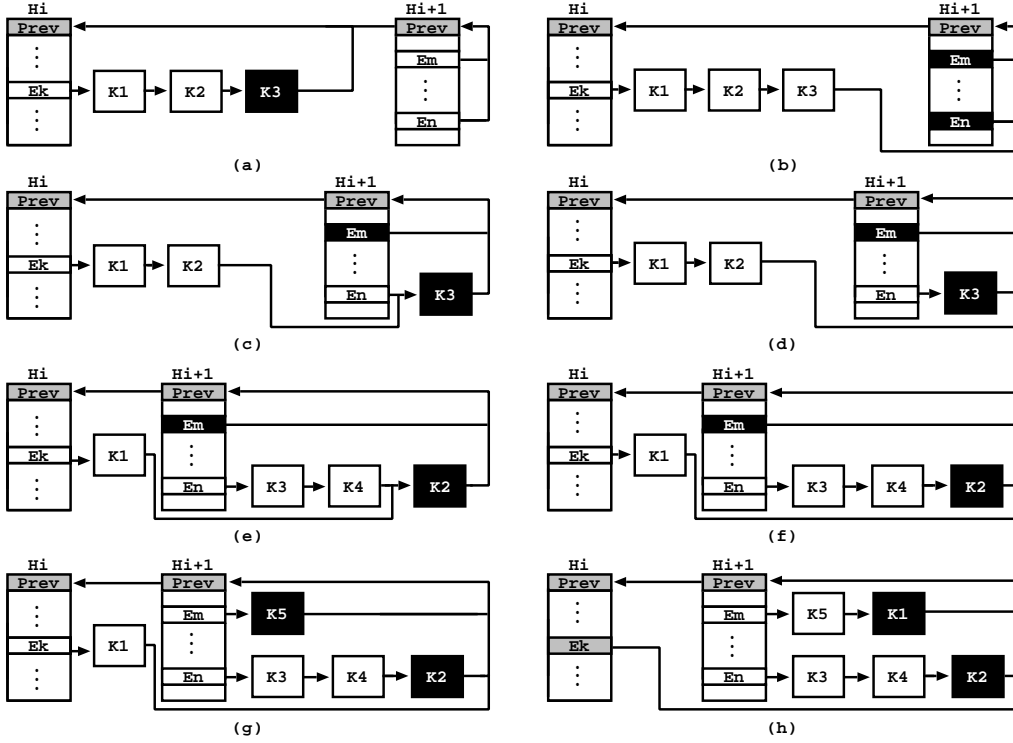 Hi Hi+1
Prev Prev
Em
Ek K1 K2 K3
En
(a)
Hi Hi+1
Prev Prev
Em
Ek K1 K2 K3
En
(b)
Hi Hi+1
Prev Prev
Em
Ek K1 K2
En K3
(c)
Hi Hi+1
Prev Prev
Em
Ek K1 K2
En K3
(d)
Hi Hi+1
Prev Prev
Em
Ek K1
En K3 K4 K2
(e)
Hi Hi+1
Prev Prev
Em
Ek K1
En K3 K4 K2
(f)
Hi Hi+1
Prev Prev
Em K5
Ek K1
En K3 K4 K2
(g)
Hi Hi+1
Prev Prev
Em K5 K1
Ek
En K3 K4 K2
(h)